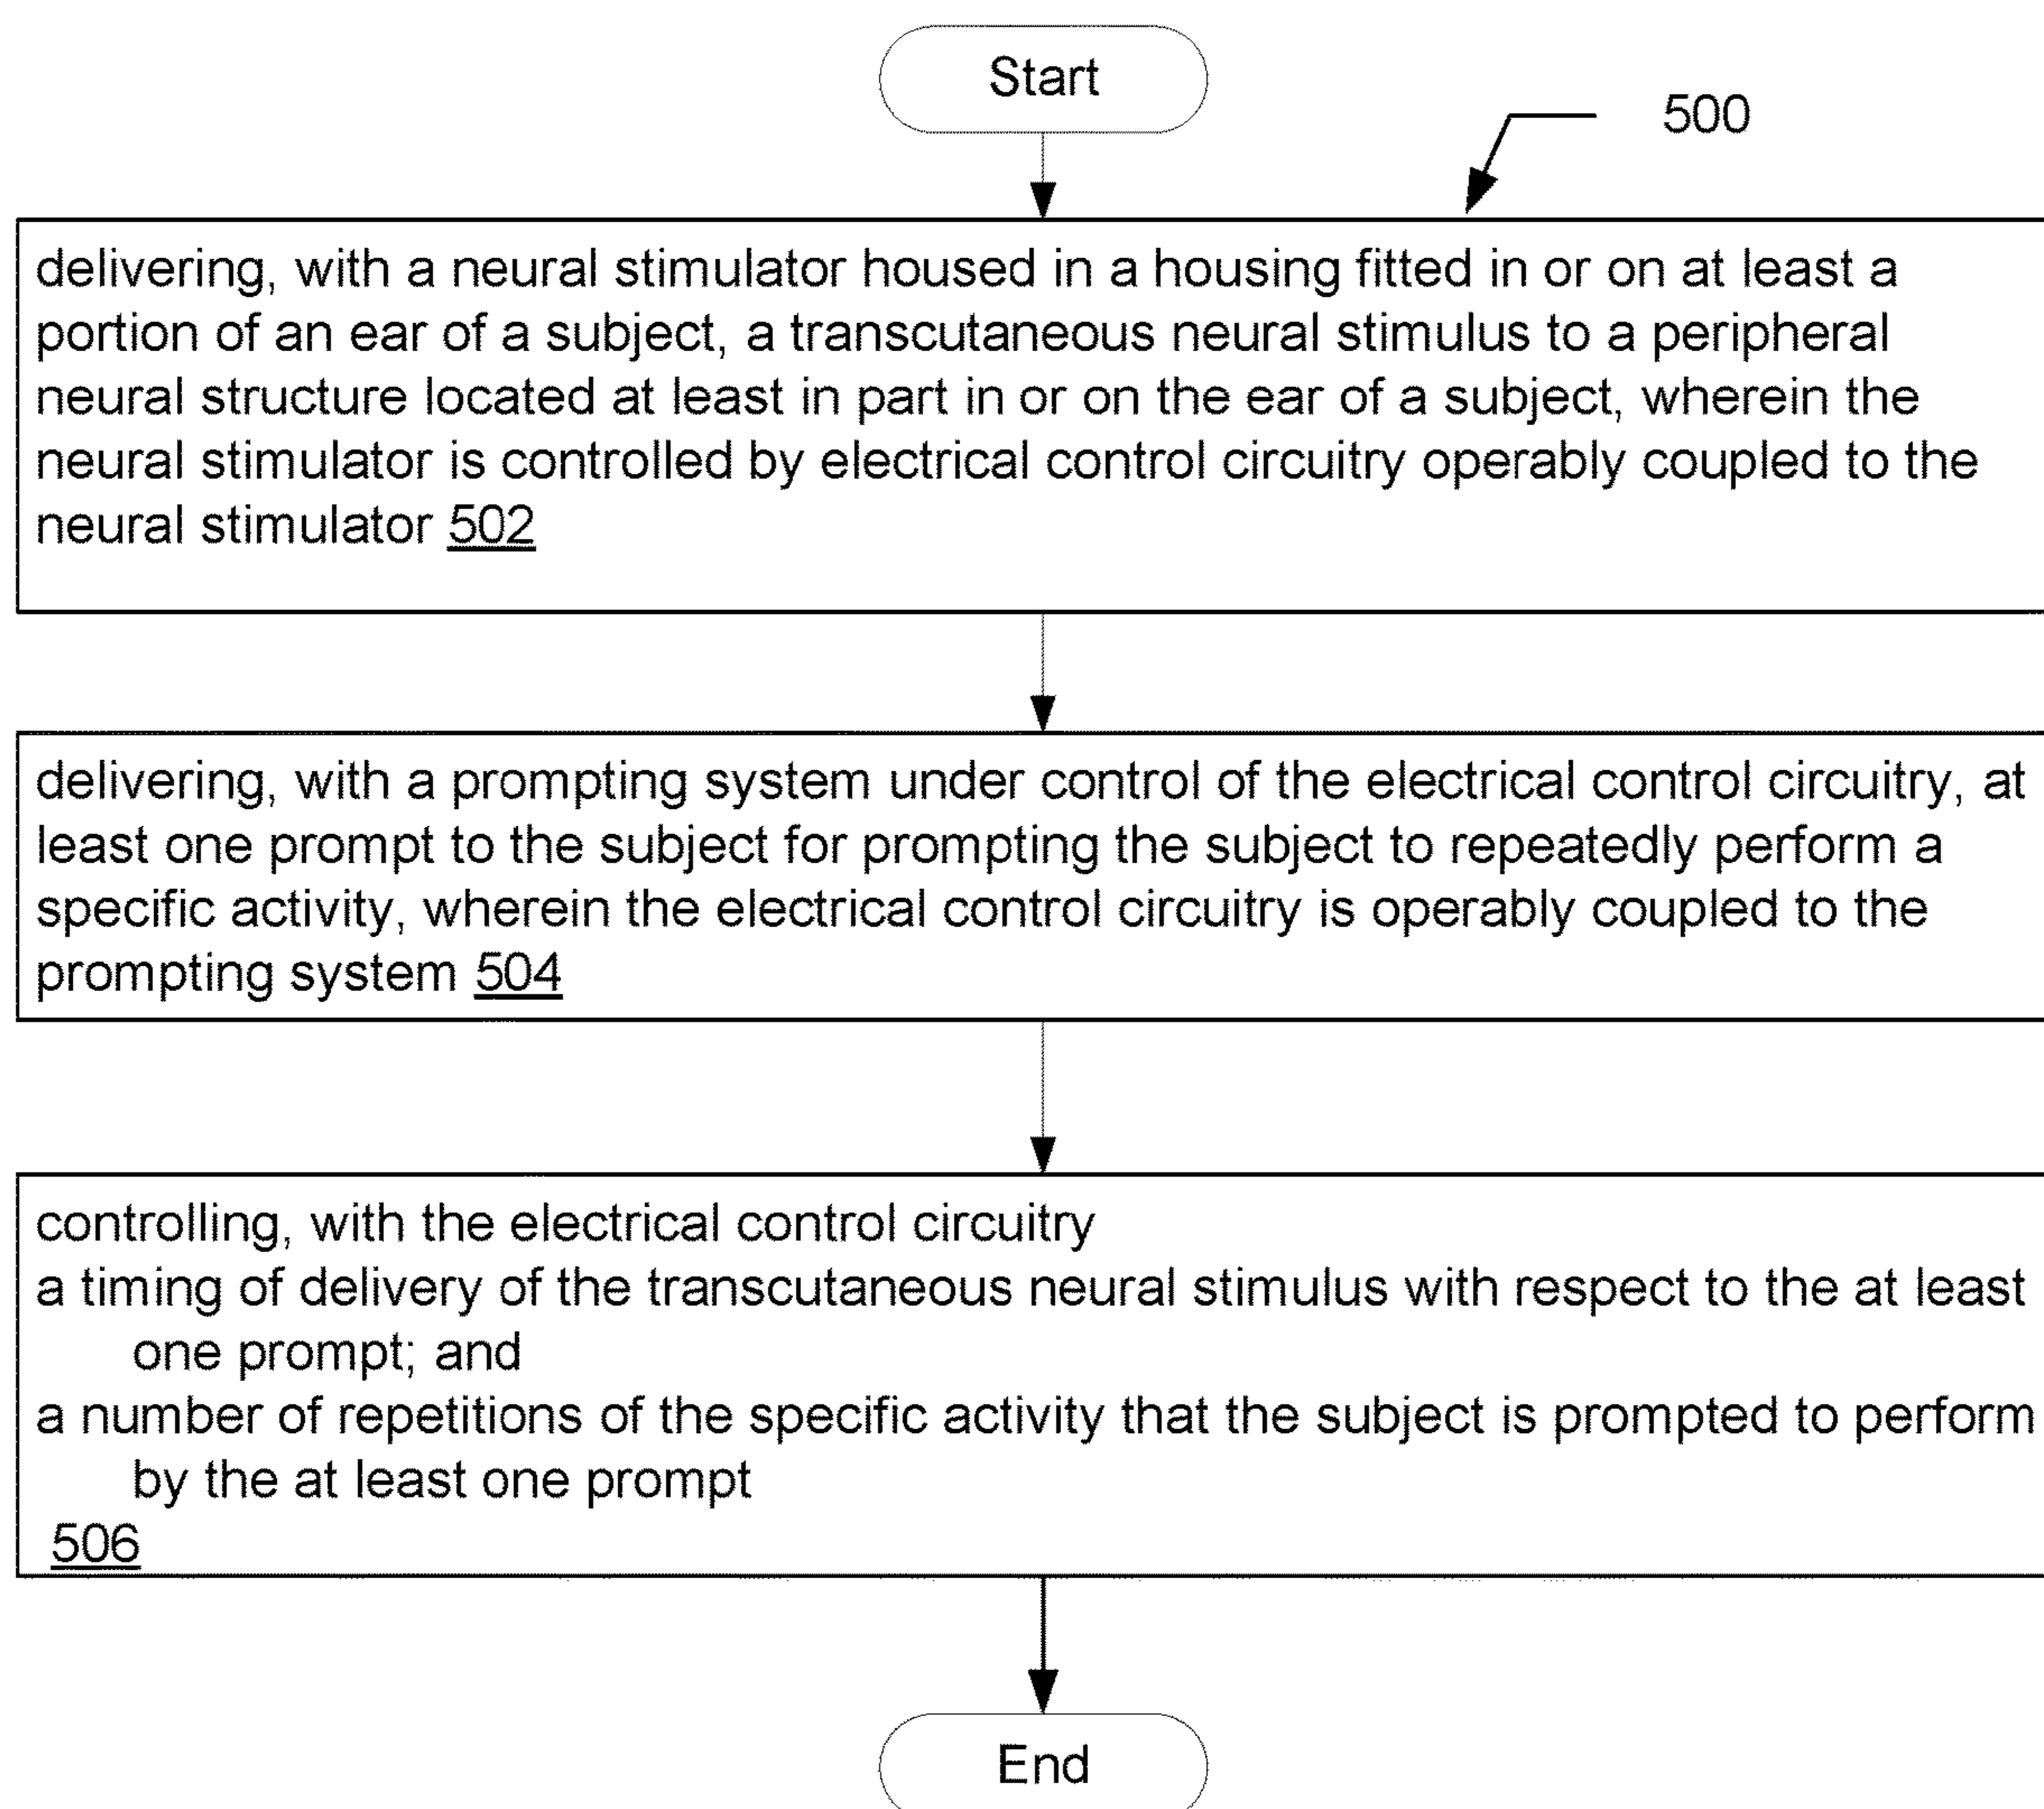 Start
500
delivering, with a neural stimulator housed in a housing fitted in or on at least a
portion of an ear of a subject, a transcutaneous neural stimulus to a peripheral
neural structure located at least in part in or on the ear of a subject, wherein the
neural stimulator is controlled by electrical control circuitry operably coupled to the
neural stimulator 502
delivering, with a prompting system under control of the electrical control circuitry, at
least one prompt to the subject for prompting the subject to repeatedly perform a
specific activity, wherein the electrical control circuitry is operably coupled to the
prompting system 504
controlling, with the electrical control circuitry
a timing of delivery of the transcutaneous neural stimulus with respect to the at least
one prompt; and
a number of repetitions of the specific activity that the subject is prompted to perform
by the at least one prompt
506
End